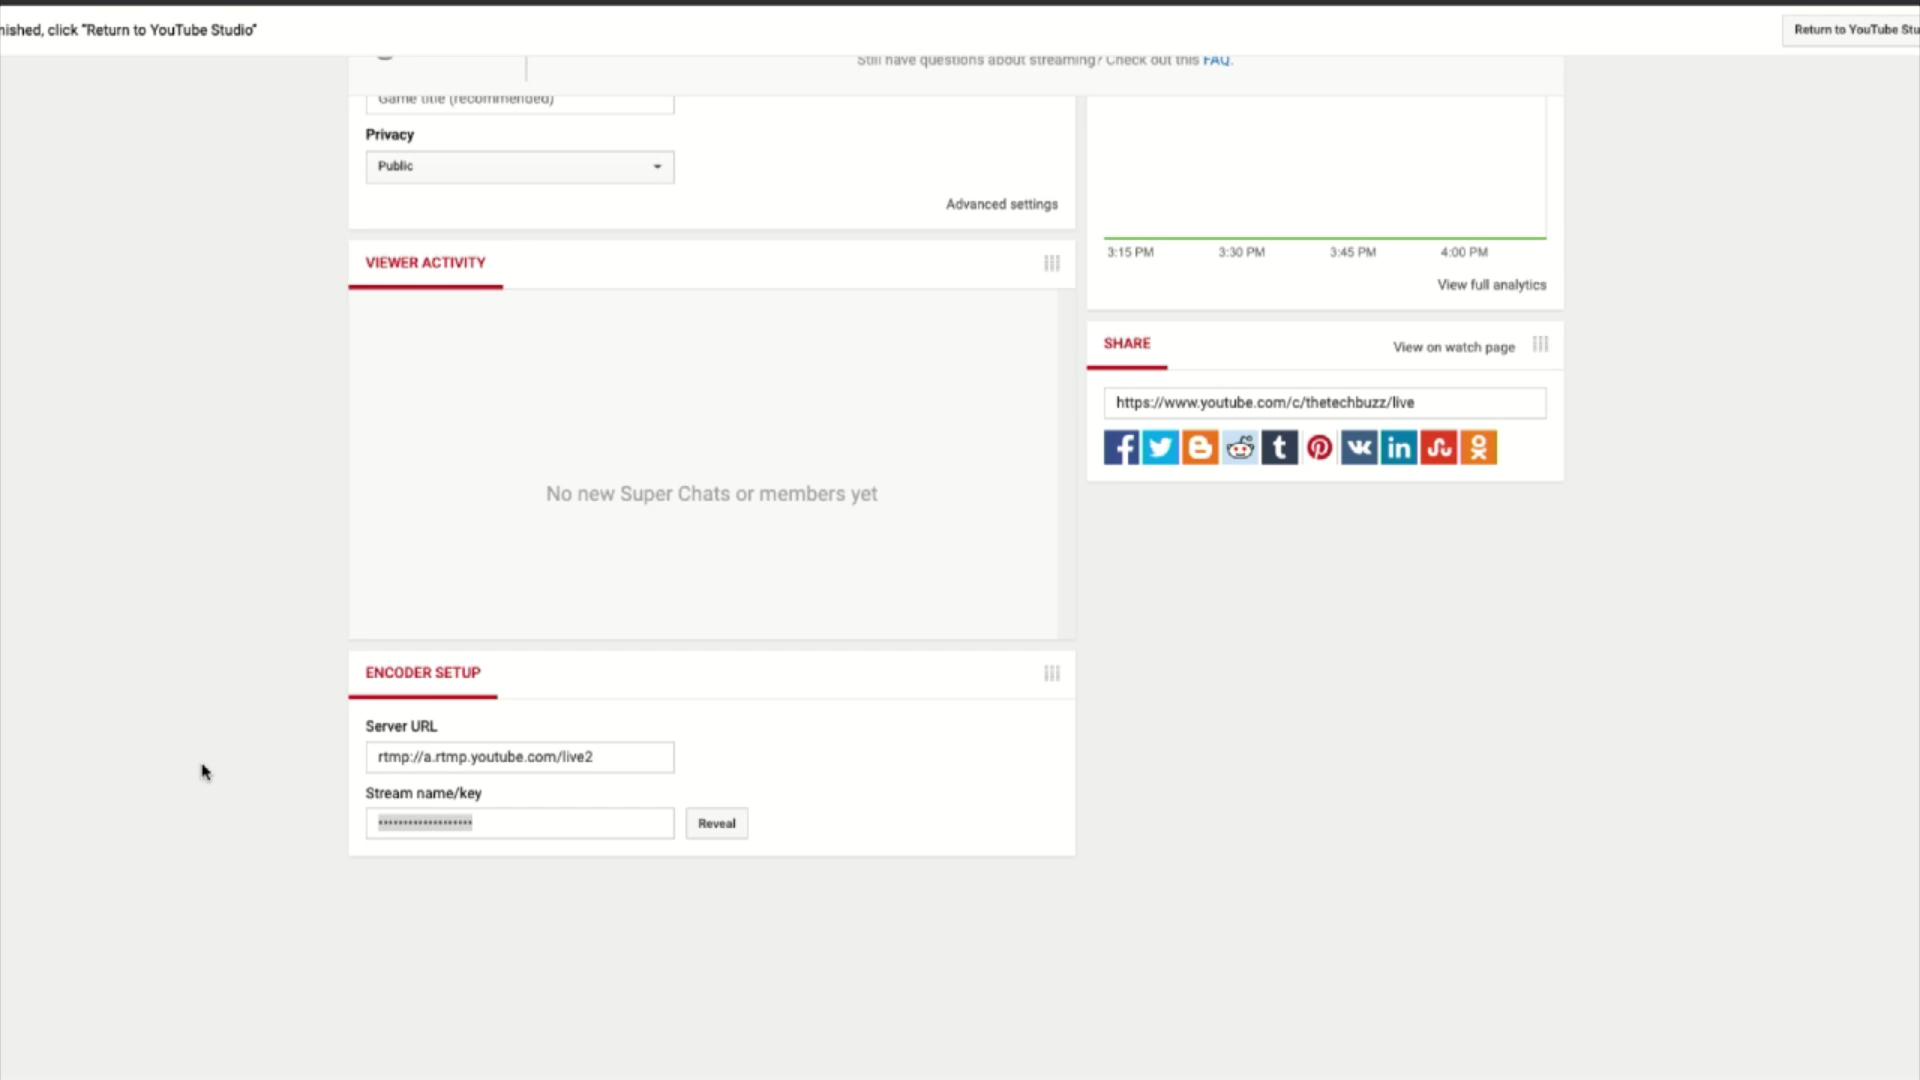 nished, click "Return to YouTube Studio"
Return to YouTube Stu
Still have questions about streaming? Check out this FAQ.
Game title (recommended)
Privacy
Public
Advanced settings
VIEWER ACTIVITY
No new Super Chats or members yet
ENCODER SETUP
Server URL
rtmp://a.rtmp.youtube.com/live2
Stream name/key
*******************
Reveal
3:15 PM 3:30 PM 3:45 PM 4:00 PM
View full analytics
SHARE
View on watch page
https://www.youtube.com/c/thetechbuzz/live